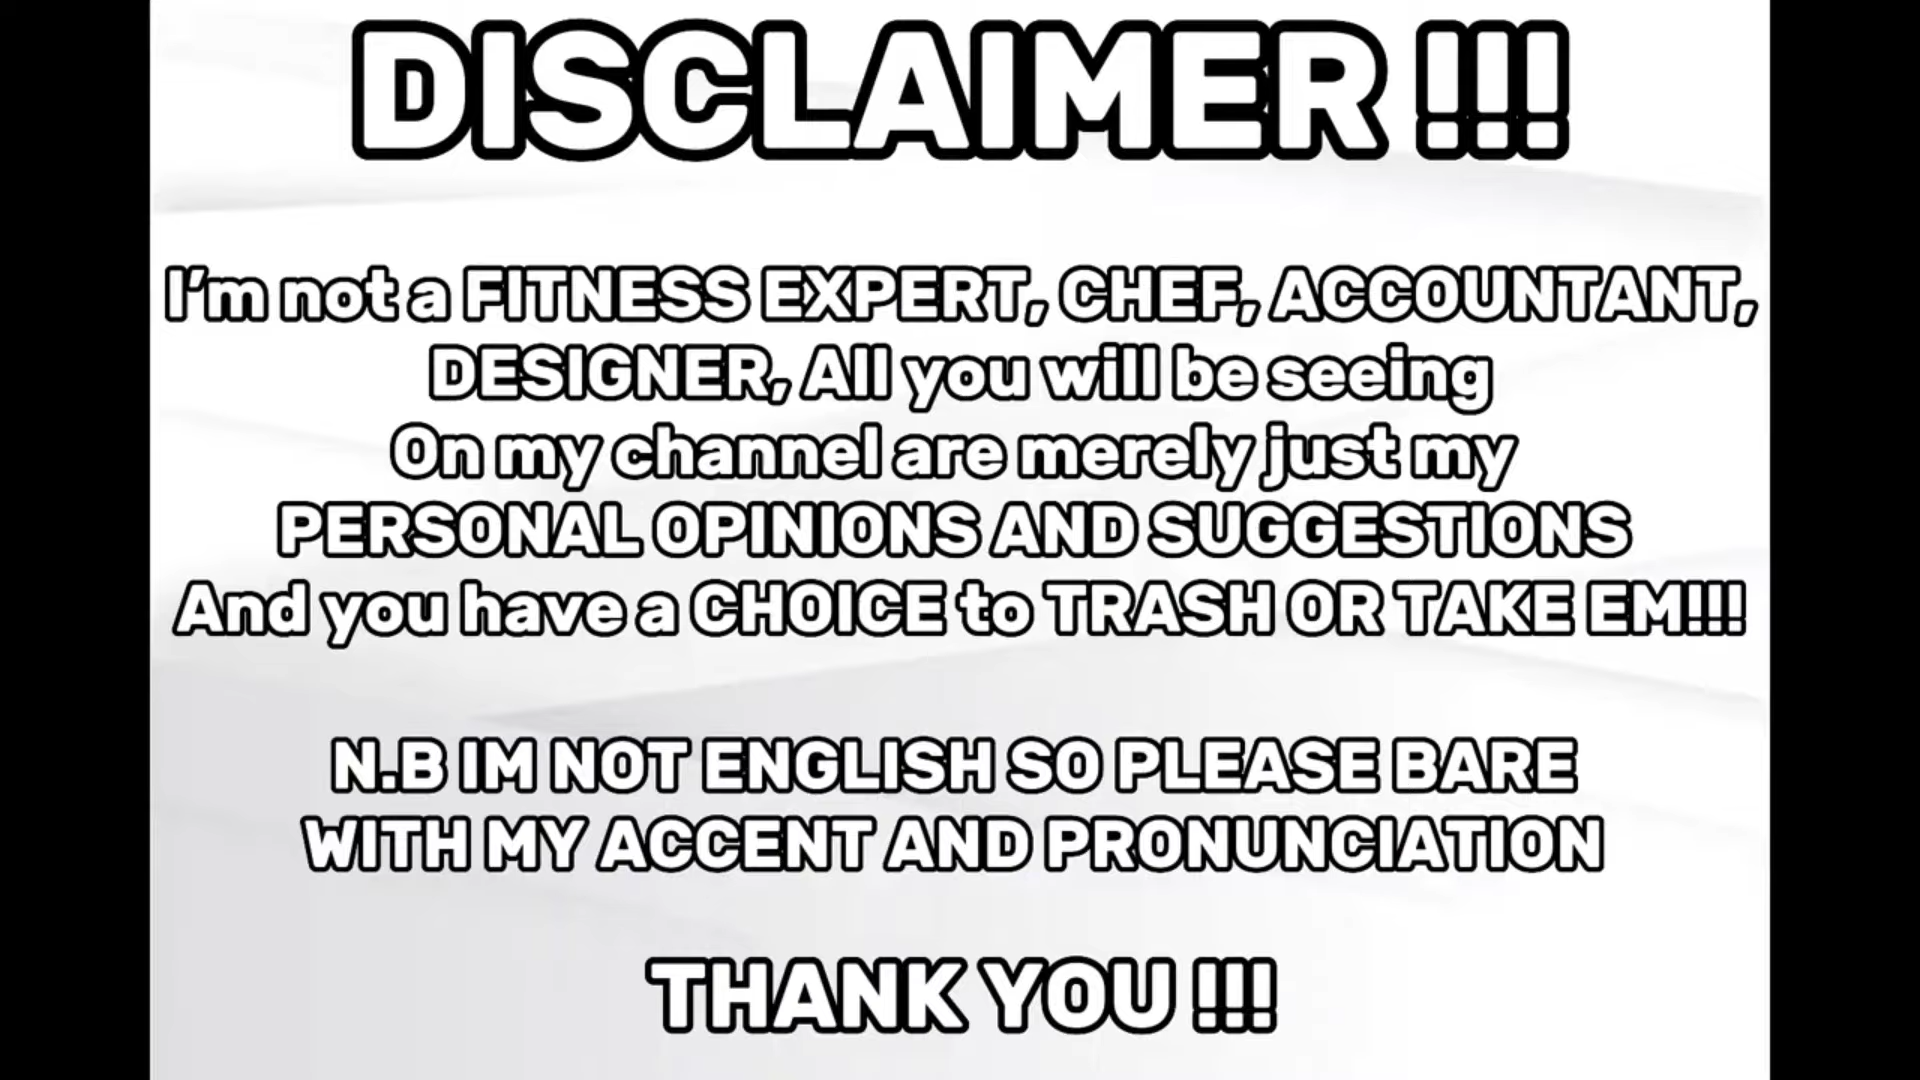 DISCLAIMER !!!
I'm not a FITNESS EXPERT, CHEF, ACCOUNTANT,
DESIGNER, All you will be seeing
On my channel are merely just my
PERSONAL OPINIONS AND SUGGESTIONS
And you have a CHOICE to TRASH OR TAKE EM!!!
N.B IM NOT ENGLISH SO PLEASE BARE
WITH MY ACCENT AND PRONUNCIATION
THANK YOU !!!